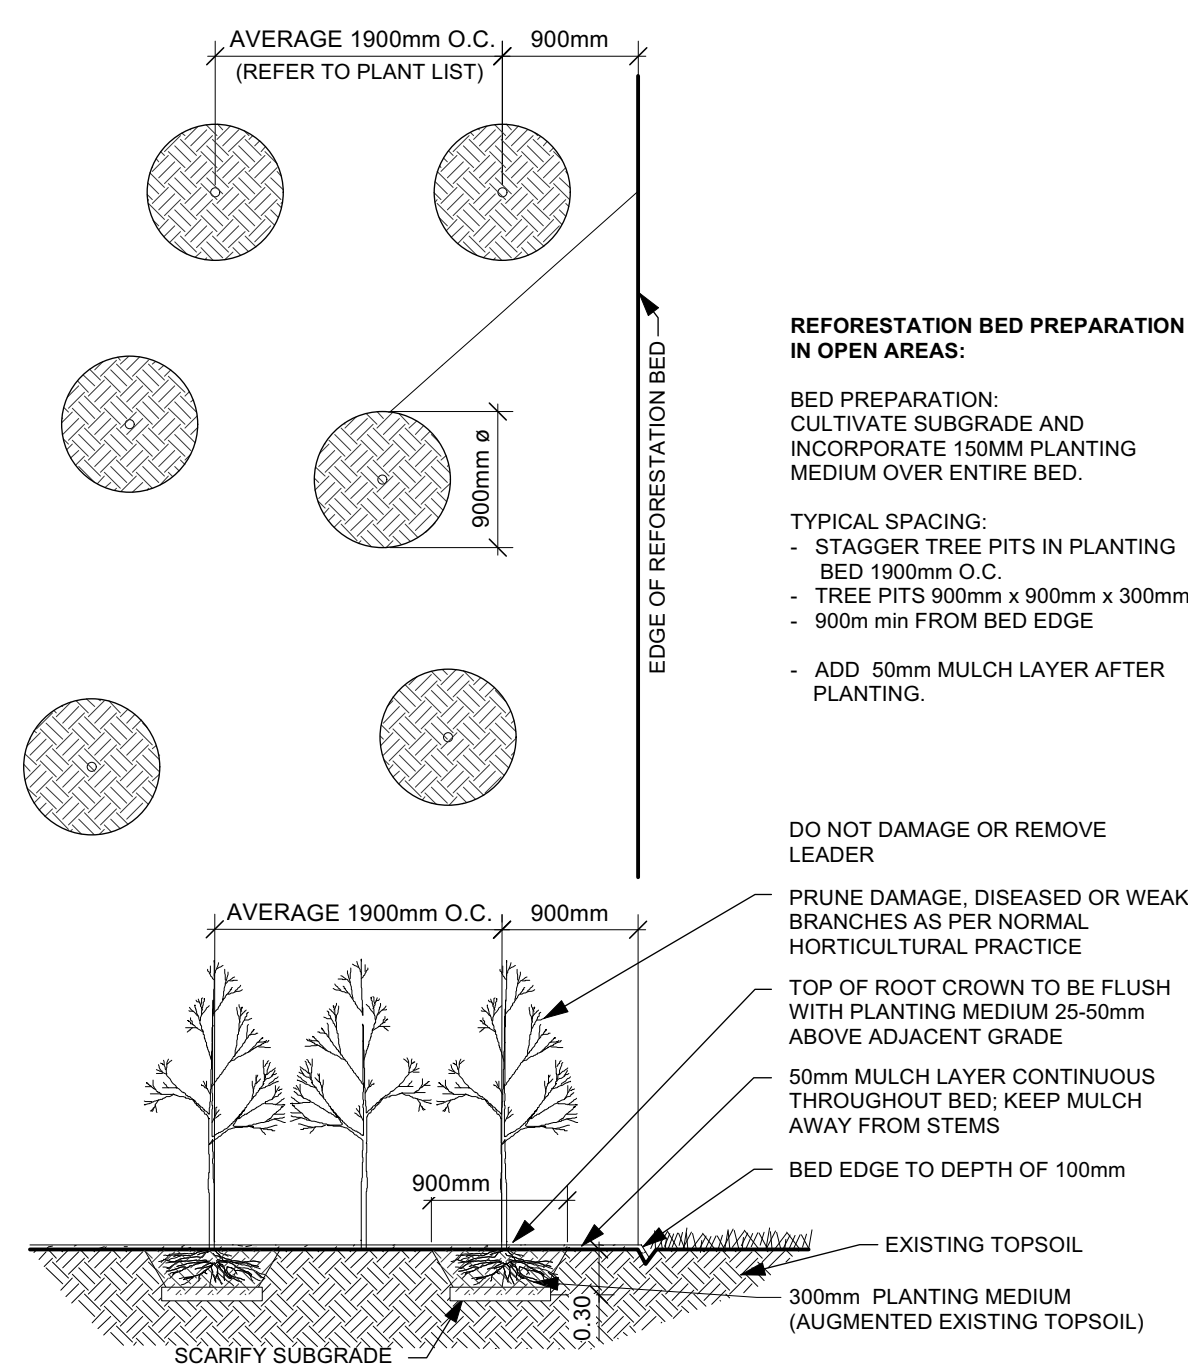 AVERAGE 1900mm O.C.
900mm
(REFER TO PLANT LIST)
900mm ø
EDGE OF REFORESTATION BED
REFORESTATION BED PREPARATION
IN OPEN AREAS:
BED PREPARATION:
CULTIVATE SUBGRADE AND
INCORPORATE 150MM PLANTING
MEDIUM OVER ENTIRE BED.
TYPICAL SPACING:
- STAGGER TREE PITS IN PLANTING
BED 1900mm O.C.
- TREE PITS 900mm x 900mm x 300mm
- 900m min FROM BED EDGE
- ADD 50mm MULCH LAYER AFTER
PLANTING.
DO NOT DAMAGE OR REMOVE
LEADER
PRUNE DAMAGE, DISEASED OR WEAK
BRANCHES AS PER NORMAL
HORTICULTURAL PRACTICE
TOP OF ROOT CROWN TO BE FLUSH
WITH PLANTING MEDIUM 25-50mm
ABOVE ADJACENT GRADE
50mm MULCH LAYER CONTINUOUS
THROUGHOUT BED; KEEP MULCH
AWAY FROM STEMS
BED EDGE TO DEPTH OF 100mm
EXISTING TOPSOIL
300mm PLANTING MEDIUM
(AUGMENTED EXISTING TOPSOIL)
AVERAGE 1900mm O.C.
900mm
900mm
0.30
SCARIFY SUBGRADE